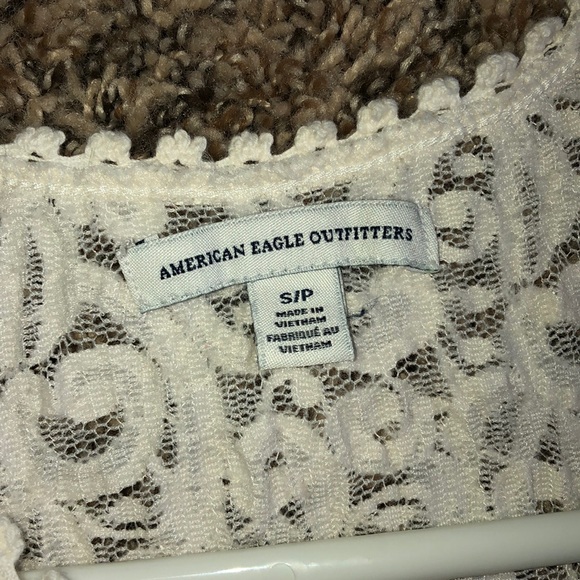 AMERICAN EAGLE OUTFITTERS
S/P
MADE IN
VIETNAM
FABRIQUÉ AU
VIETNAM